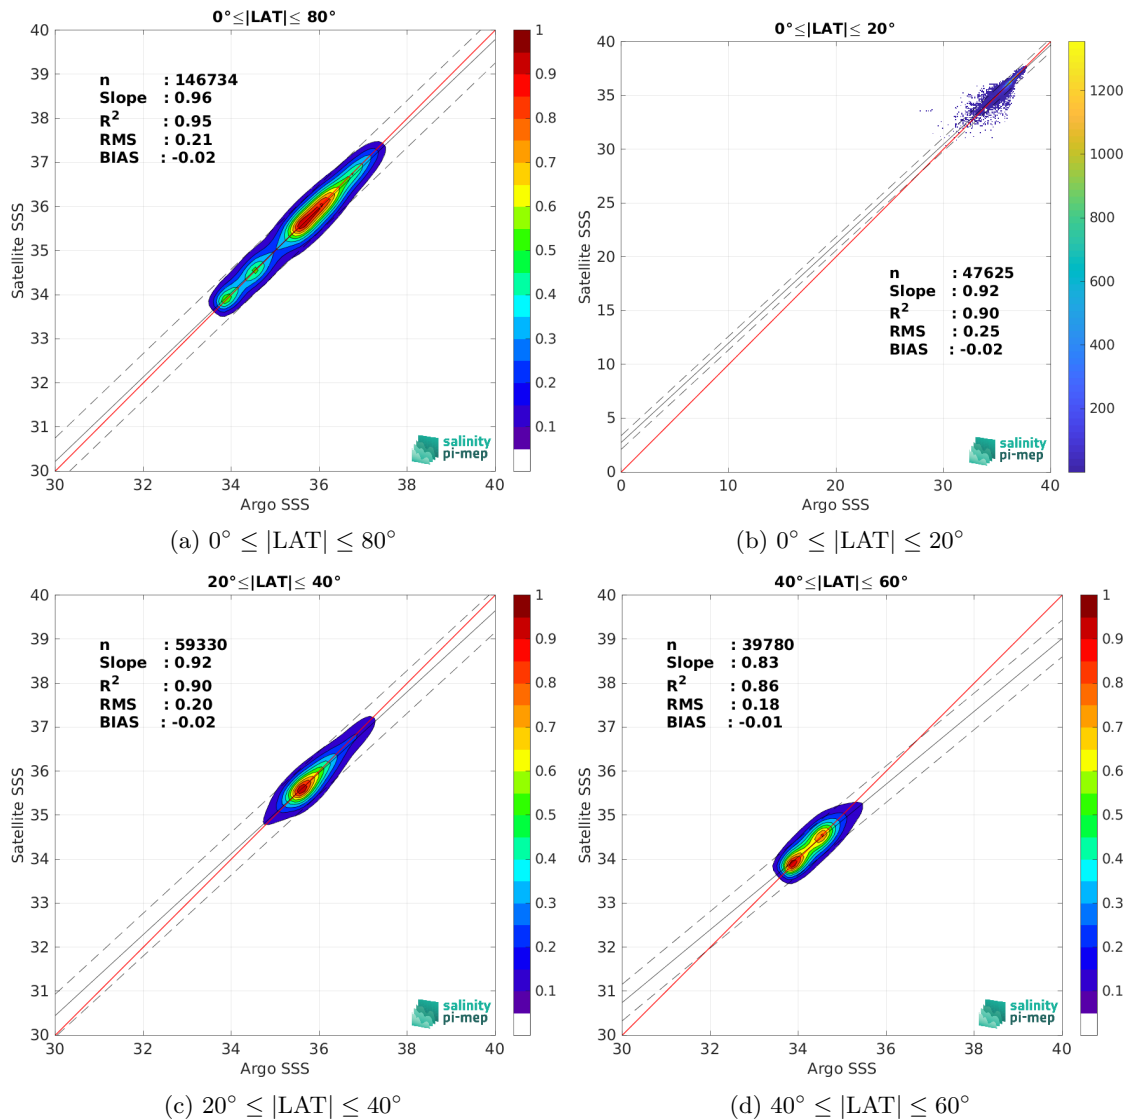 0°≤|LAT|≤ 80°
40
39
38
37
36
35
34
33
32
31
30
30
32
34
36
38
40
Satellite SSS
Argo SSS
n : 146734
Slope : 0.96
R² : 0.95
RMS : 0.21
BIAS : -0.02
1
0.9
0.8
0.7
0.6
0.5
0.4
0.3
0.2
0.1
salinity
pi-mep
(a) 0° ≤ |LAT| ≤ 80°
0°≤|LAT|≤ 20°
40
35
30
25
20
15
10
5
0
0
10
20
30
40
Satellite SSS
Argo SSS
n : 47625
Slope : 0.92
R² : 0.90
RMS : 0.25
BIAS : -0.02
1200
1000
800
600
400
200
salinity
pi-mep
(b) 0° ≤ |LAT| ≤ 20°
20°≤|LAT|≤ 40°
40
39
38
37
36
35
34
33
32
31
30
30
32
34
36
38
40
Satellite SSS
Argo SSS
n : 59330
Slope : 0.92
R² : 0.90
RMS : 0.20
BIAS : -0.02
1
0.9
0.8
0.7
0.6
0.5
0.4
0.3
0.2
0.1
salinity
pi-mep
(c) 20° ≤ |LAT| ≤ 40°
40°≤|LAT|≤ 60°
40
39
38
37
36
35
34
33
32
31
30
30
32
34
36
38
40
Satellite SSS
Argo SSS
n : 39780
Slope : 0.83
R² : 0.86
RMS : 0.18
BIAS : -0.01
1
0.9
0.8
0.7
0.6
0.5
0.4
0.3
0.2
0.1
salinity
pi-mep
(d) 40° ≤ |LAT| ≤ 60°